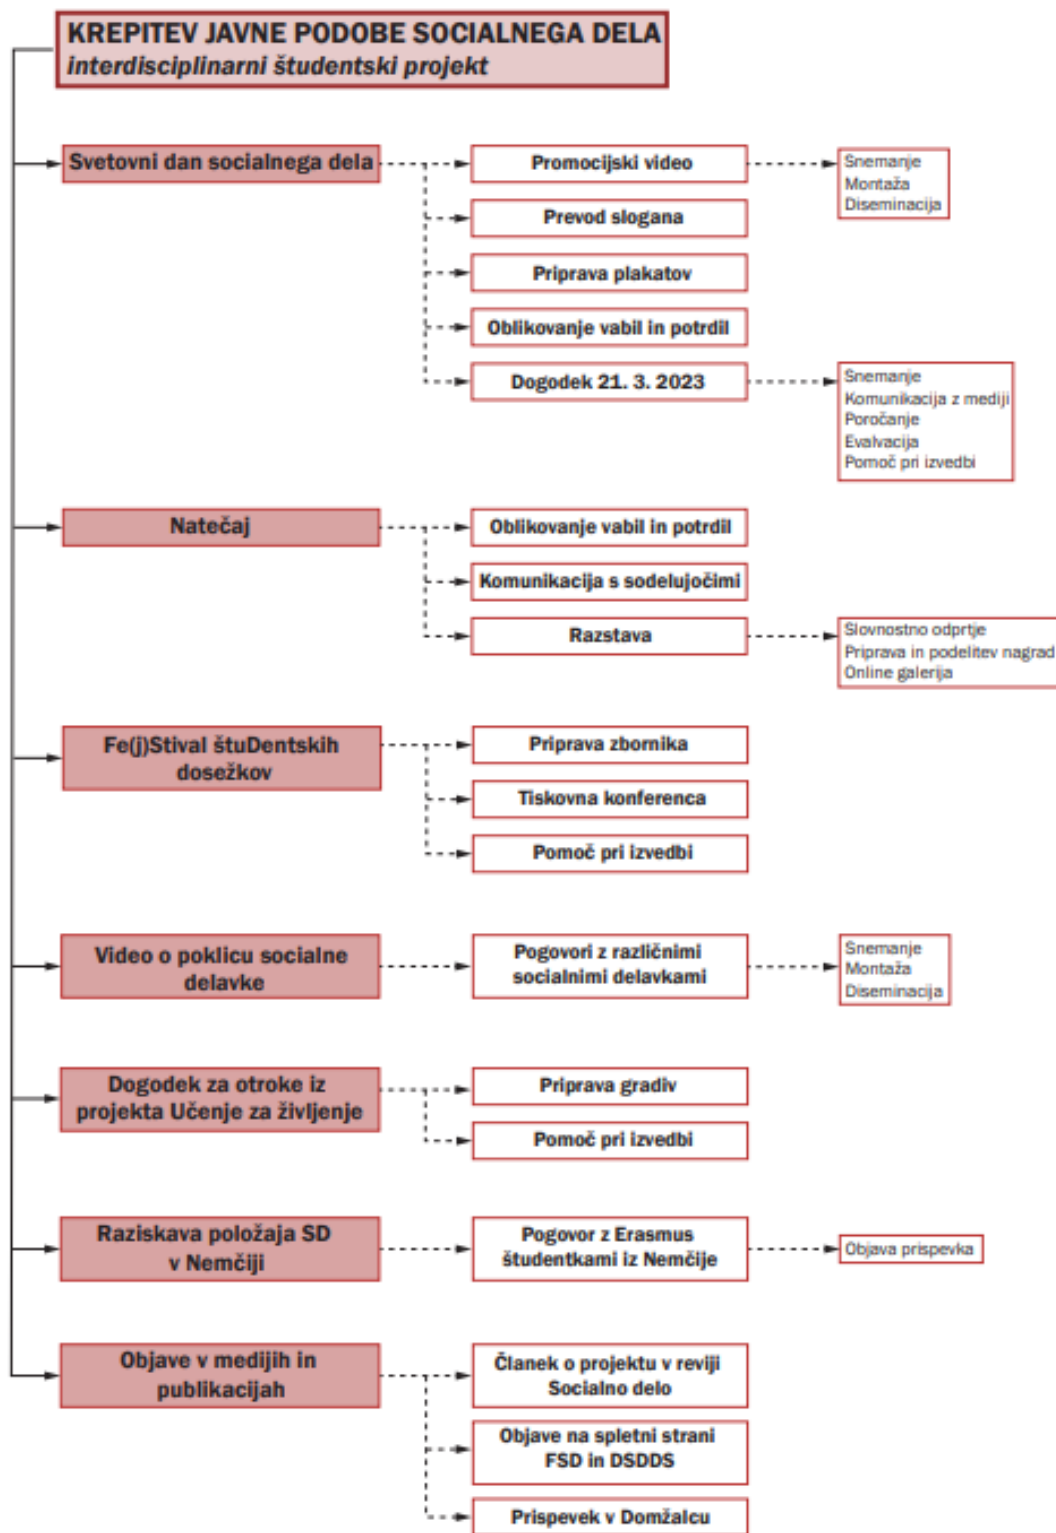 KREPITEV JAVNE PODOBE SOCIALNEGA DELA
interdisciplinarni študentski projekt
Svetovni dan socialnega dela
Promocijski video
Snemanje
Montaža
Diseminacija
Prevod slogana
Priprava plakatov
Oblikovanje vabil in potrdil
Dogodek 21. 3. 2023
Snemanje
Komunikacija z mediji
Poročanje
Evalvacija
Pomoč pri izvedbi
Natečaj
Oblikovanje vabil in potrdil
Komunikacija s sodelujočimi
Razstava
Slovnostno odprtje
Priprava in podelitev nagrad
Online galerija
Fe(j)Stival štuDentskih
dosežkov
Priprava zbornika
Tiskovna konferenca
Pomoč pri izvedbi
Video o poklicu socialne
delavke
Pogovori z različnimi
socialnimi delavkami
Snemanje
Montaža
Diseminacija
Dogodek za otroke iz
projekta Učenje za življenje
Priprava gradiv
Pomoč pri izvedbi
Raziskava položaja SD
v Nemčiji
Pogovor z Erasmus
študentkami iz Nemčije
Objava prispevka
Objave v medijih in
publikacijah
Članek o projektu v reviji
Socialno delo
Objave na spletni strani
FSD in DSDDS
Prispevek v Domžalcu